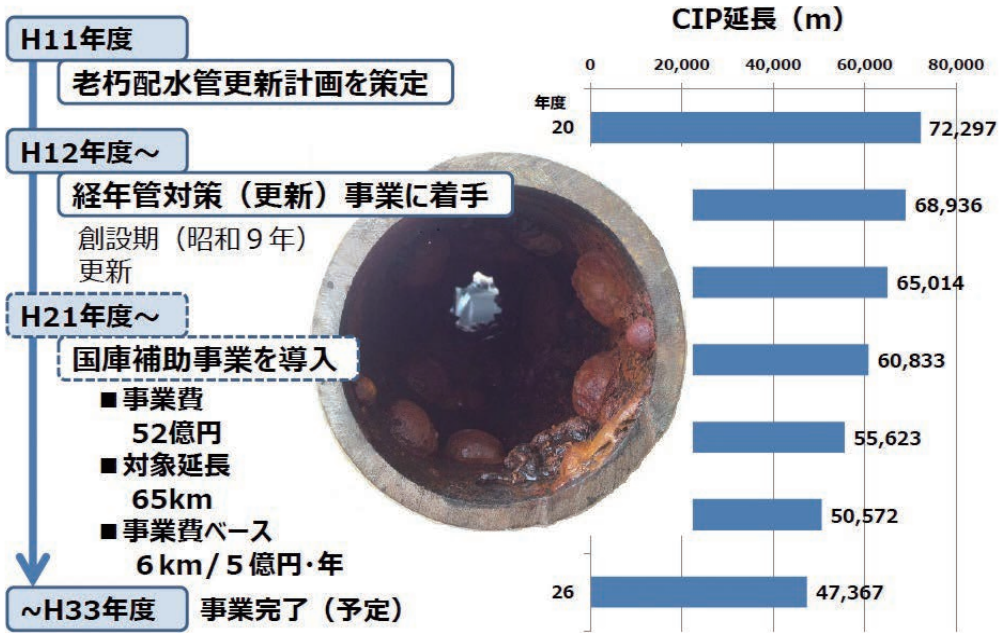 H11年度
老朽配水管更新計画を策定
H12年度～
経年管対策（更新）事業に着手
創設期（昭和９年）
更新
H21年度～
国庫補助事業を導入
■事業費
52億円
■対象延長
65km
■事業費ベース
６km/５億円・年
～H33年度 事業完了（予定）
CIP延長（m）
0 20,000 40,000 60,000 80,000
年度
20 72,297
68,936
65,014
60,833
55,623
50,572
26 47,367